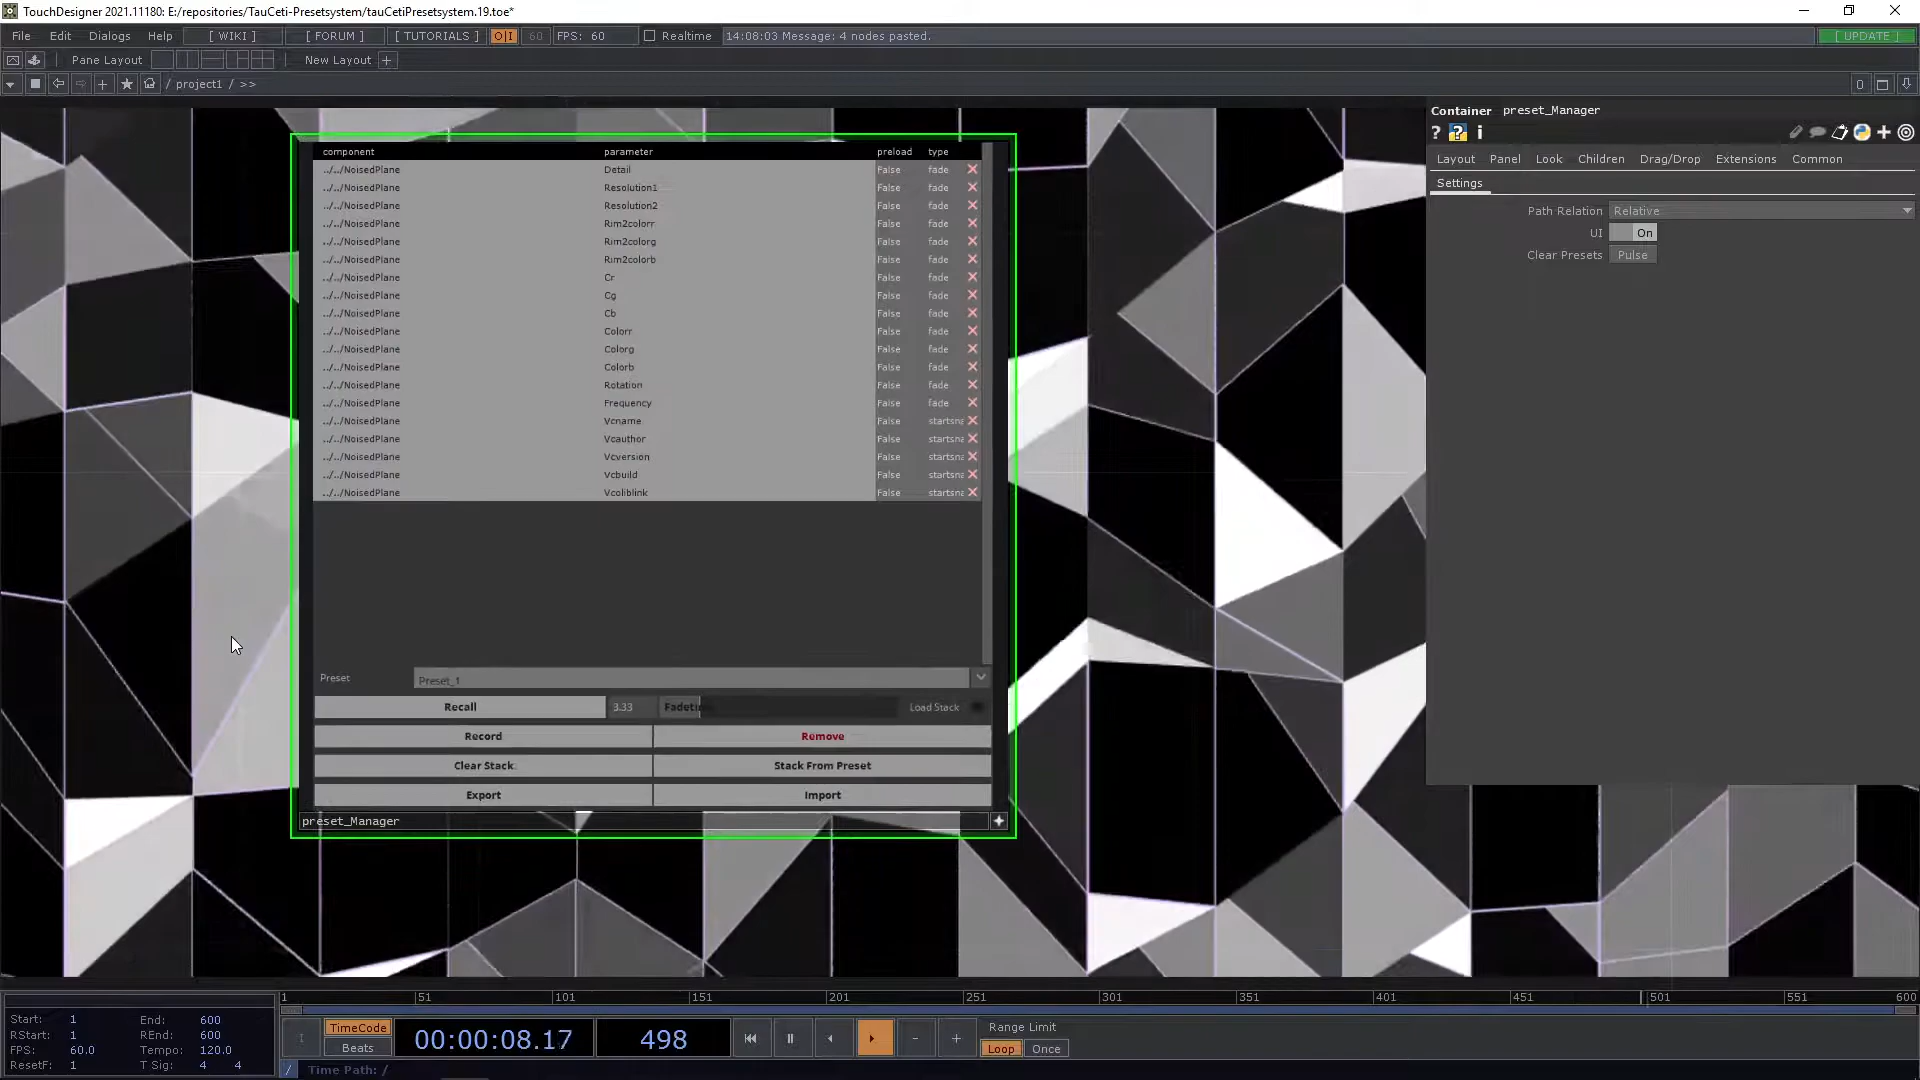 TouchDesigner 2021.11180: E:/repositories/TauCeti-Presetsystem/tauCetiPresetsystem.19.toe*
File Edit Dialogs Help [ WIKI ] [ FORUM ] [ TUTORIALS ] O|I 60 FPS: 60 Realtime 14:08:03 Message: 4 nodes pasted. [ UPDATE ]
Pane Layout New Layout +
/ project1 / >> 0
Container preset_Manager
? ? i
Layout Panel Look Children Drag/Drop Extensions Common
Settings
Path Relation Relative
UI On
Clear Presets Pulse
component parameter preload type
../../NoisedPlane Detail False fade
../../NoisedPlane Resolution1 False fade
../../NoisedPlane Resolution2 False fade
../../NoisedPlane Rim2colorr False fade
../../NoisedPlane Rim2colorg False fade
../../NoisedPlane Rim2colorb False fade
../../NoisedPlane Cr False fade
../../NoisedPlane Cg False fade
../../NoisedPlane Cb False fade
../../NoisedPlane Colorr False fade
../../NoisedPlane Colorg False fade
../../NoisedPlane Colorb False fade
../../NoisedPlane Rotation False fade
../../NoisedPlane Frequency False fade
../../NoisedPlane Vcname False startsna
../../NoisedPlane Vcauthor False startsna
../../NoisedPlane Vcversion False startsna
../../NoisedPlane Vcbuild False startsna
../../NoisedPlane Vccoliblink False startsna
Preset Preset_1
Recall 3.33 Load Stack
Record Remove
Clear Stack Stack From Preset
Export Import
preset_Manager
1 51 101 151 201 251 301 351 401 451 501 551 600
Start: 1 End: 600
RStart: 1 REnd: 600
FPS: 60.0 Tempo: 120.0
ResetF: 1 T Sig: 4 4
TimeCode
Beats
00:00:08.17 498
Range Limit
Loop Once
/ Time Path: /